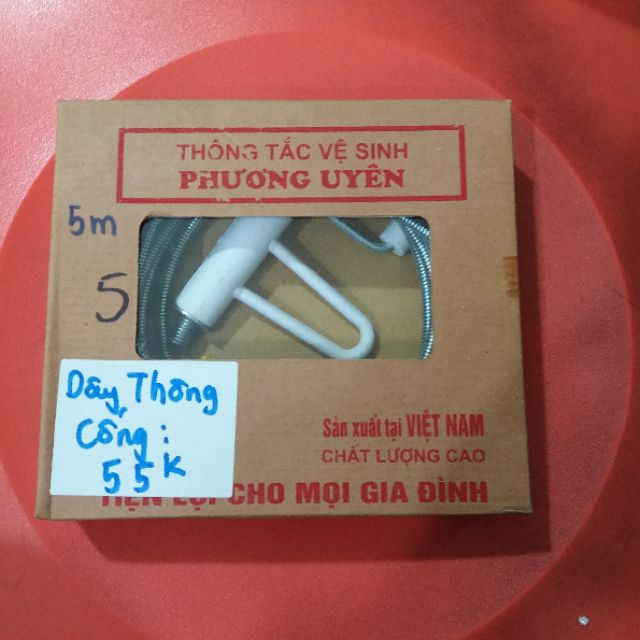 THÔNG TẮC VỆ SINH
PHƯƠNG UYÊN
5m
5
Dây Thông
Cống:
55K
Sản xuất tại VIỆT NAM
CHẤT LƯỢNG CAO
TIỆN LỢI CHO MỌI GIA ĐÌNH